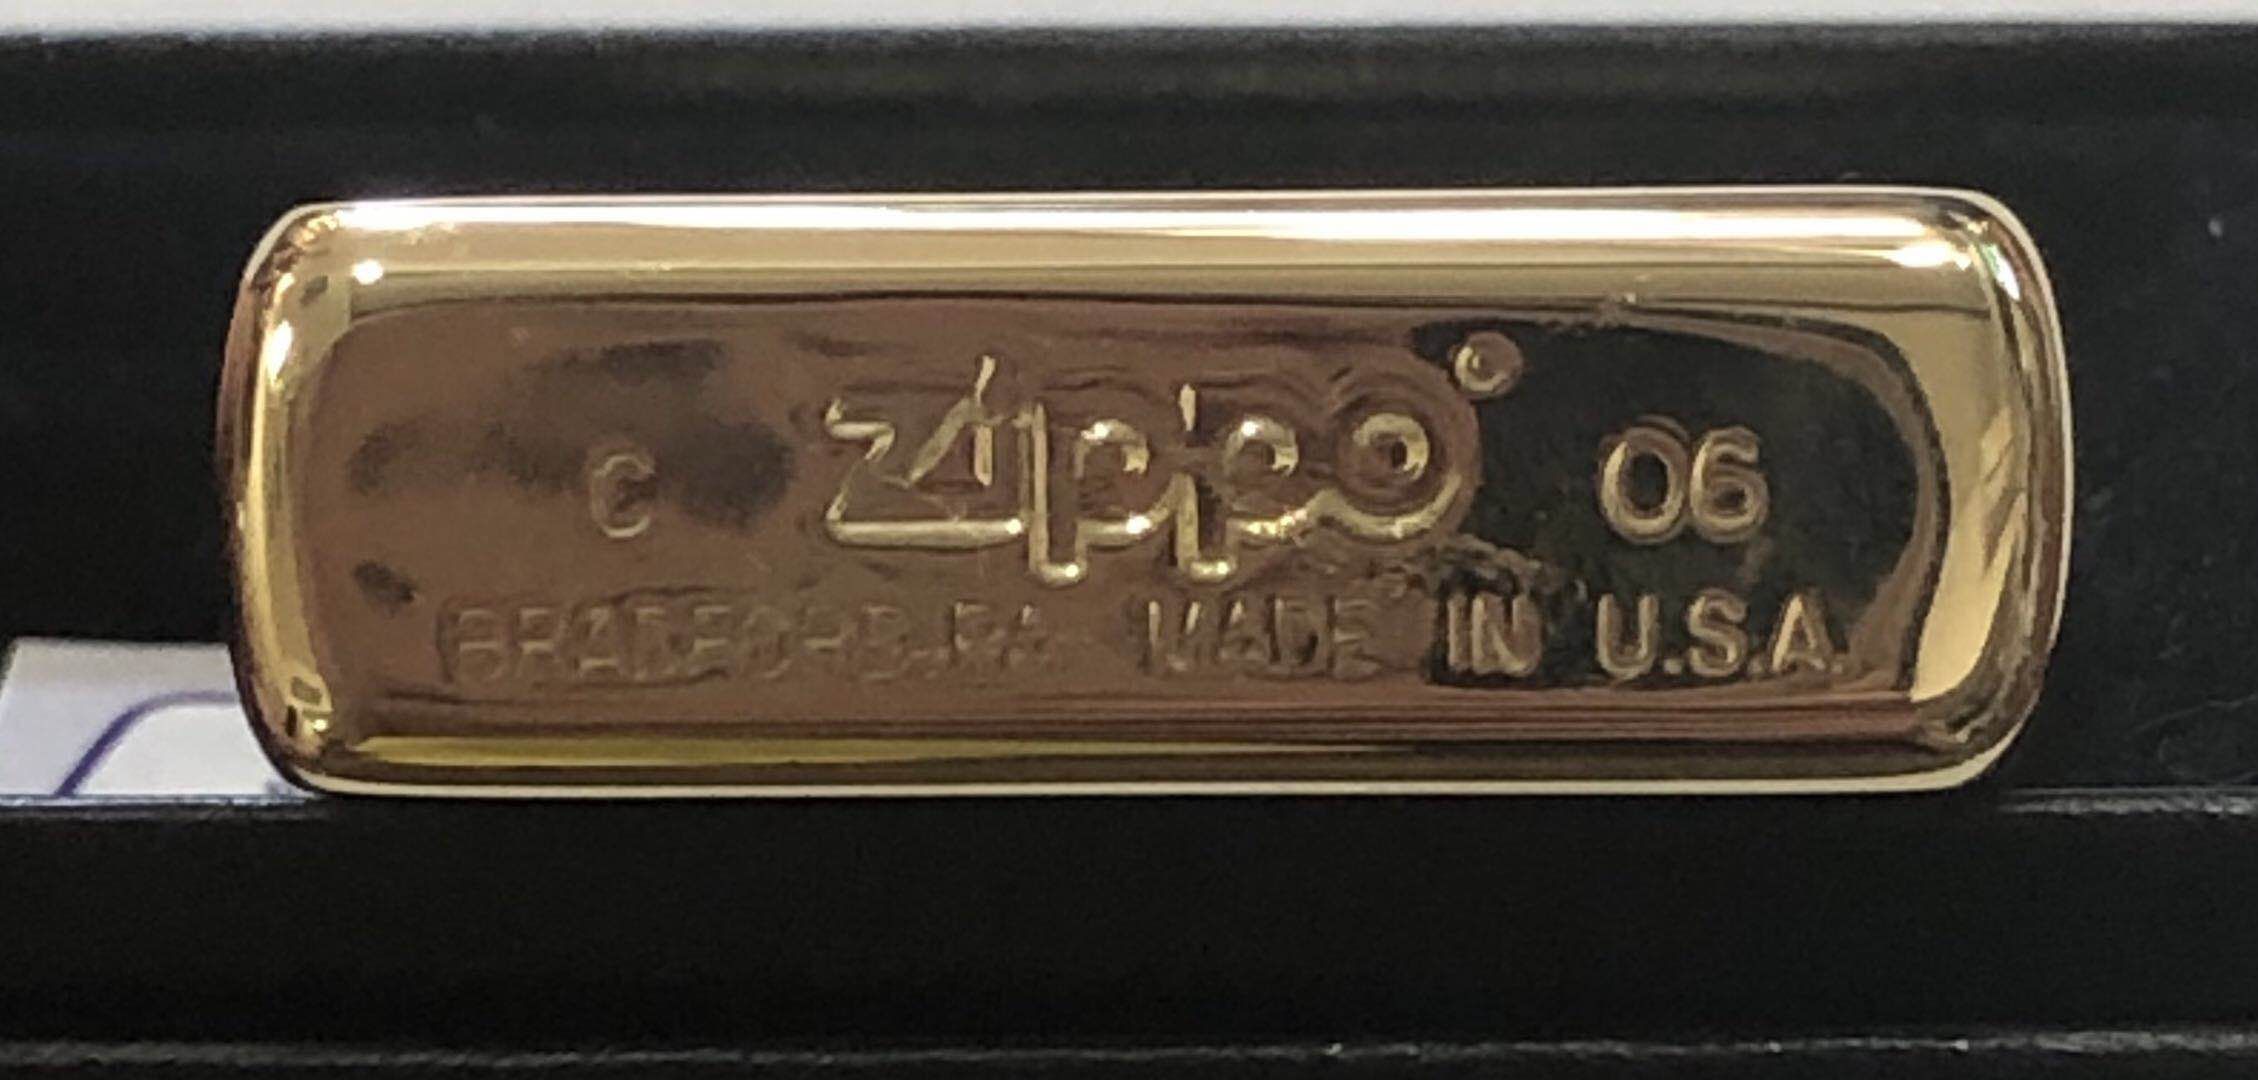 C zippo ® 06
BRADFORD.PA. MADE IN U.S.A.